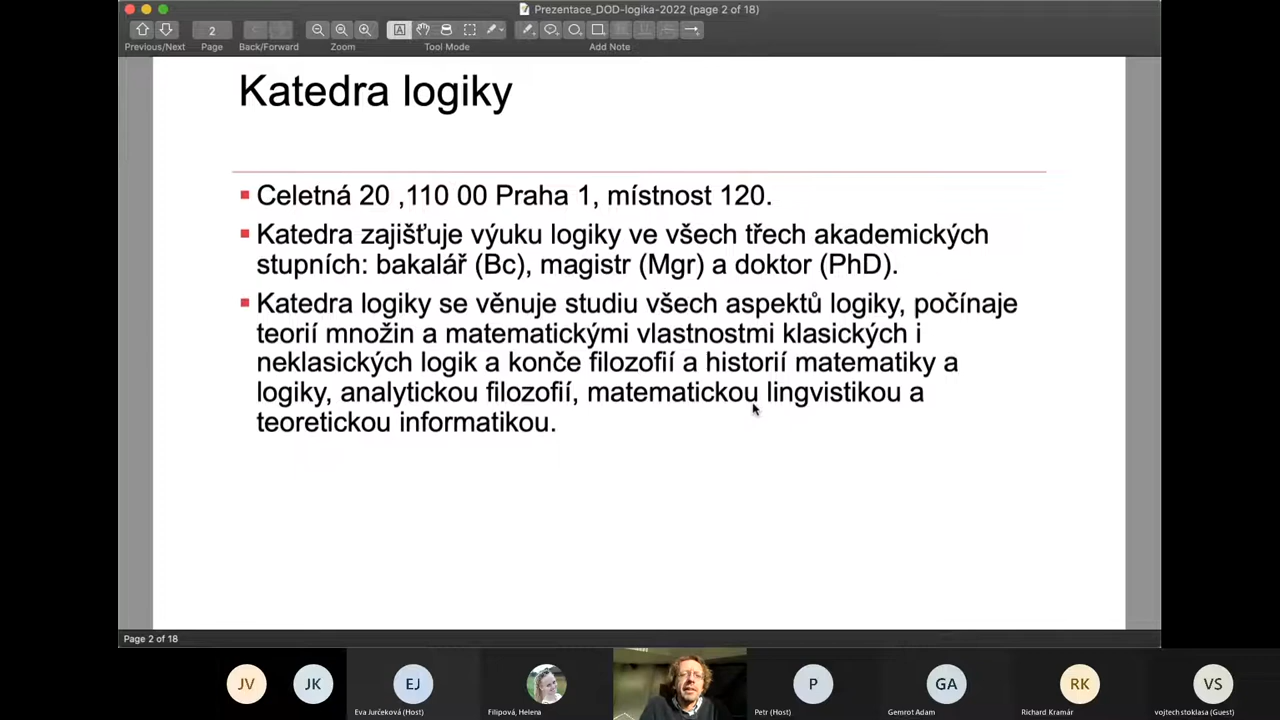 Prezentace_DOD-logika-2022 (page 2 of 18)
2
Previous/Next Page Back/Forward Zoom Tool Mode Add Note
Katedra logiky
Celetná 20 ,110 00 Praha 1, místnost 120.
Katedra zajišťuje výuku logiky ve všech třech akademických
stupních: bakalář (Bc), magistr (Mgr) a doktor (PhD).
Katedra logiky se věnuje studiu všech aspektů logiky, počínaje
teorií množin a matematickými vlastnostmi klasických i
neklasických logik a konče filozofií a historií matematiky a
logiky, analytickou filozofií, matematickou lingvistikou a
teoretickou informatikou.
Page 2 of 18
JV JK EJ P GA RK VS
Eva Jurčeková (Host) Filipová, Helena Petr (Host) Gemrot Adam Richard Kramár vojtech stoklasa (Guest)